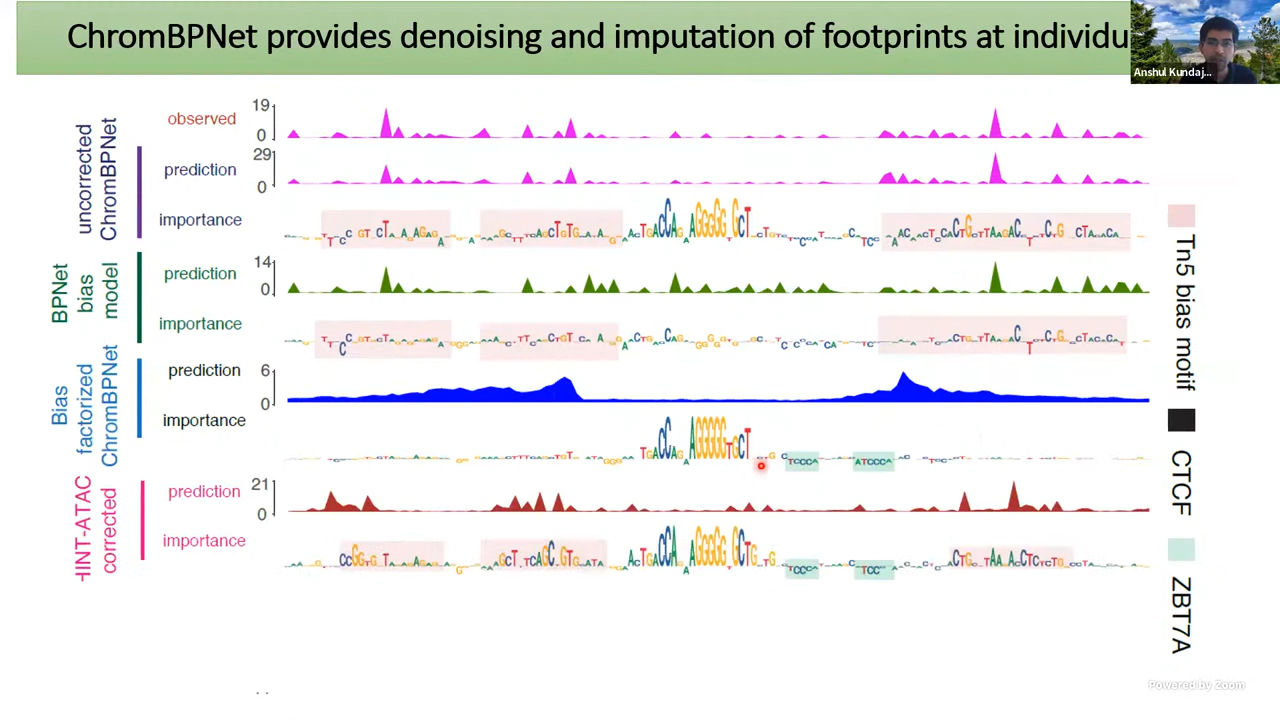 ChromBPNet provides denoising and imputation of footprints at individu
Anshul Kundaj...
uncorrected
ChromBPNet
observed
19
0
prediction
29
0
importance
BPNet
bias
model
prediction
14
0
importance
Bias
factorized
ChromBPNet
prediction
6
0
importance
HINT-ATAC
corrected
prediction
21
0
importance
Tn5 bias motif
CTCF
ZBT7A
Powered by Zoom